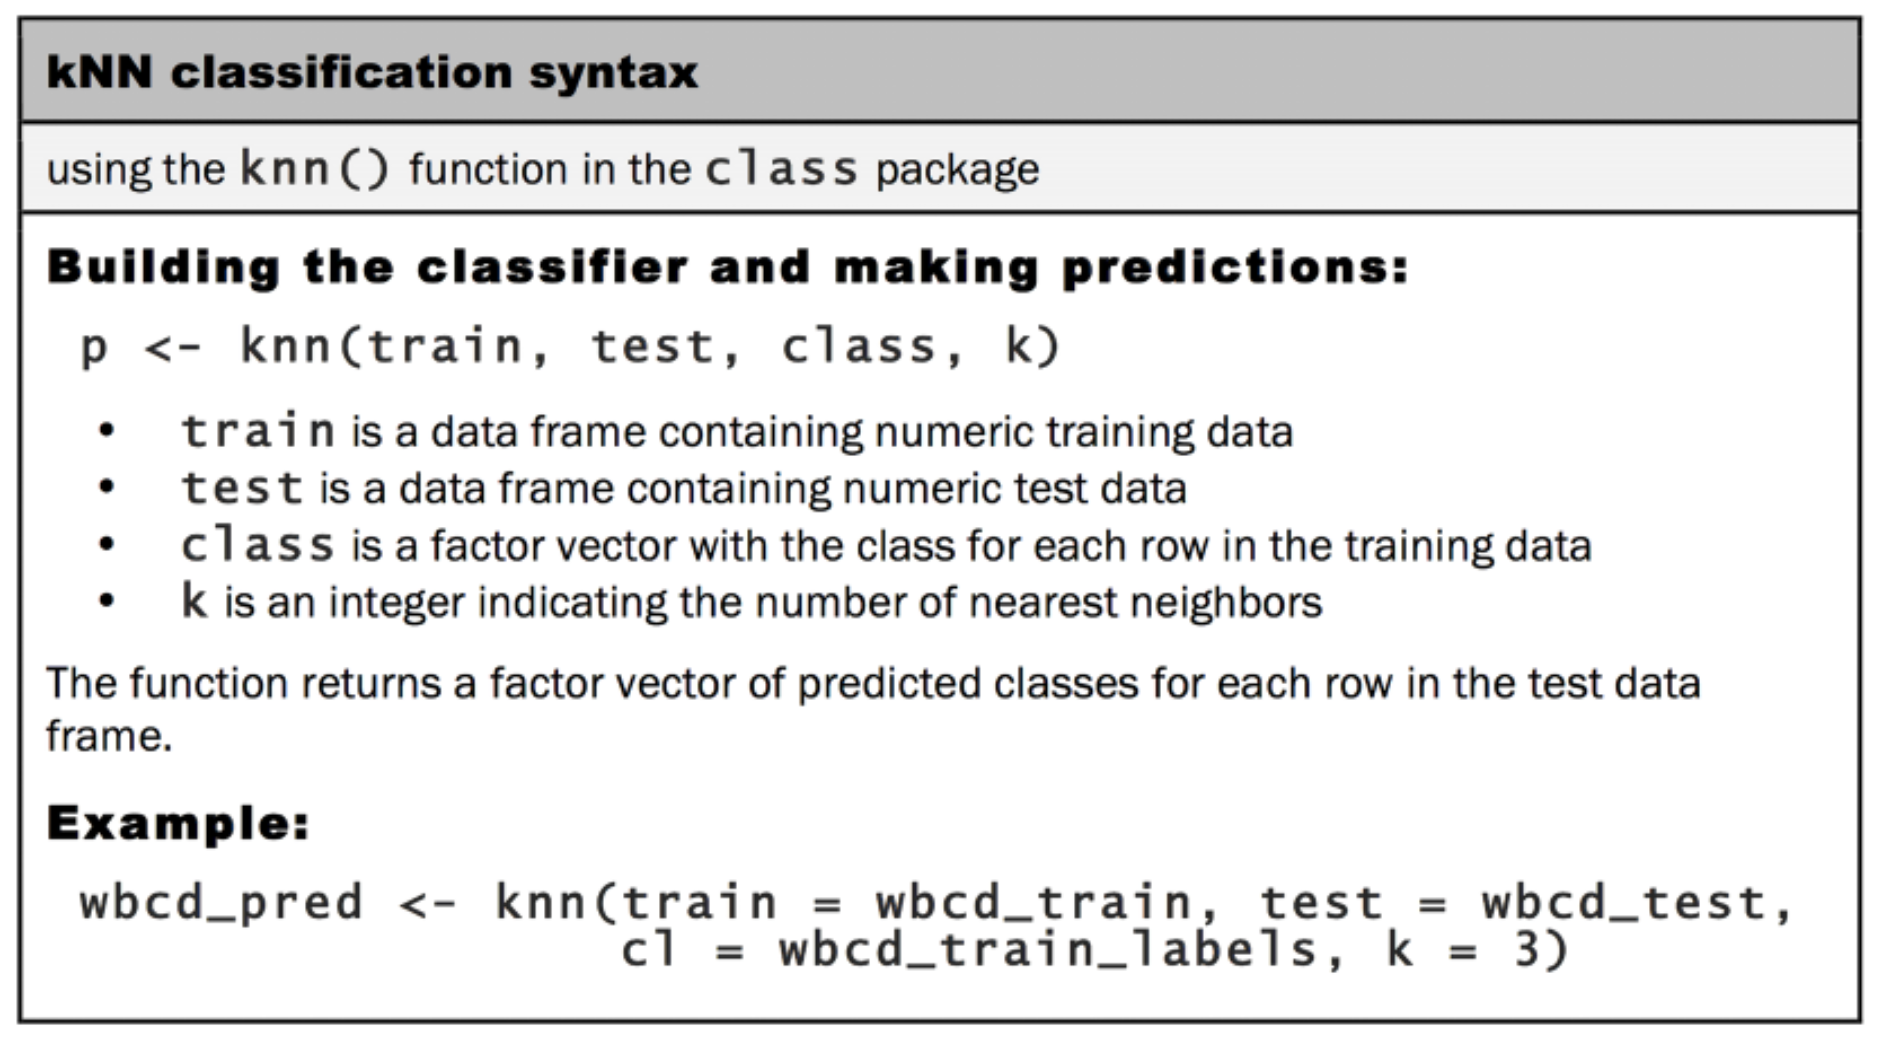 kNN classification syntax
using the knn() function in the class package
Building the classifier and making predictions:
p <- knn(train, test, class, k)
• train is a data frame containing numeric training data
• test is a data frame containing numeric test data
• class is a factor vector with the class for each row in the training data
• k is an integer indicating the number of nearest neighbors
The function returns a factor vector of predicted classes for each row in the test data
frame.
Example:
wbcd_pred <- knn(train = wbcd_train, test = wbcd_test,
cl = wbcd_train_labels, k = 3)